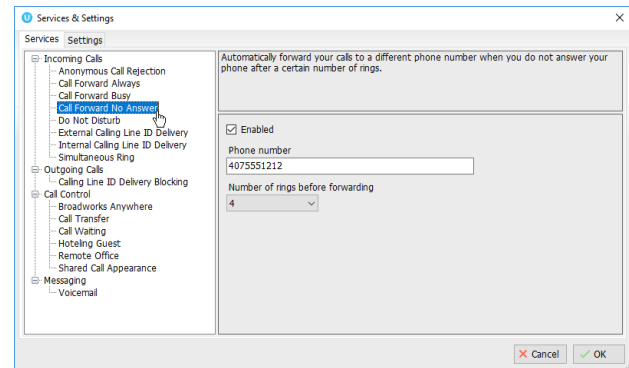 Services & Settings
Services Settings
Incoming Calls
Anonymous Call Rejection
Call Forward Always
Call Forward Busy
Call Forward No Answer
Do Not Disturb
External Calling Line ID Delivery
Internal Calling Line ID Delivery
Simultaneous Ring
Outgoing Calls
Calling Line ID Delivery Blocking
Call Control
Broadworks Anywhere
Call Transfer
Call Waiting
Hoteling Guest
Remote Office
Shared Call Appearance
Messaging
Voicemail
Automatically forward your calls to a different phone number when you do not answer your
phone after a certain number of rings.
Enabled
Phone number
4075551212
Number of rings before forwarding
4
Cancel OK